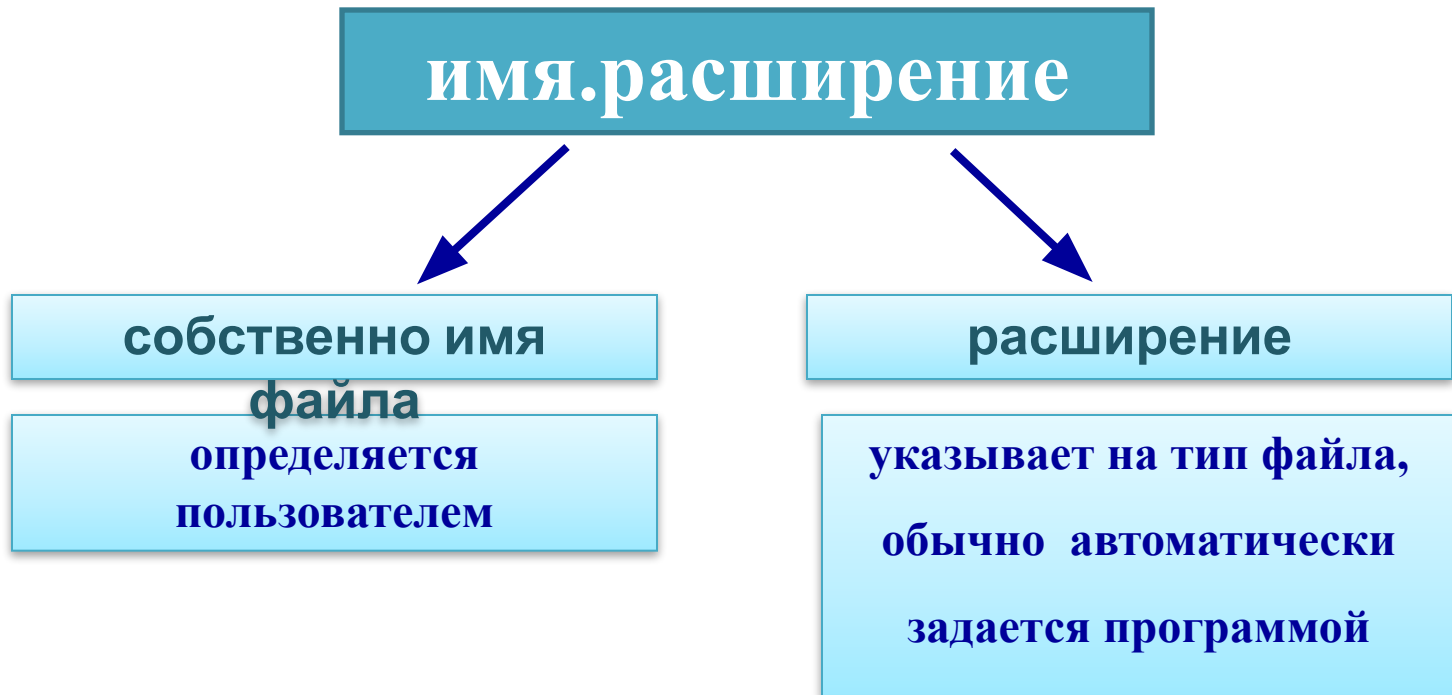 имя.расширение
собственно имя
файла
определяется
пользователем
расширение
указывает на тип файла,
обычно автоматически
задается программой